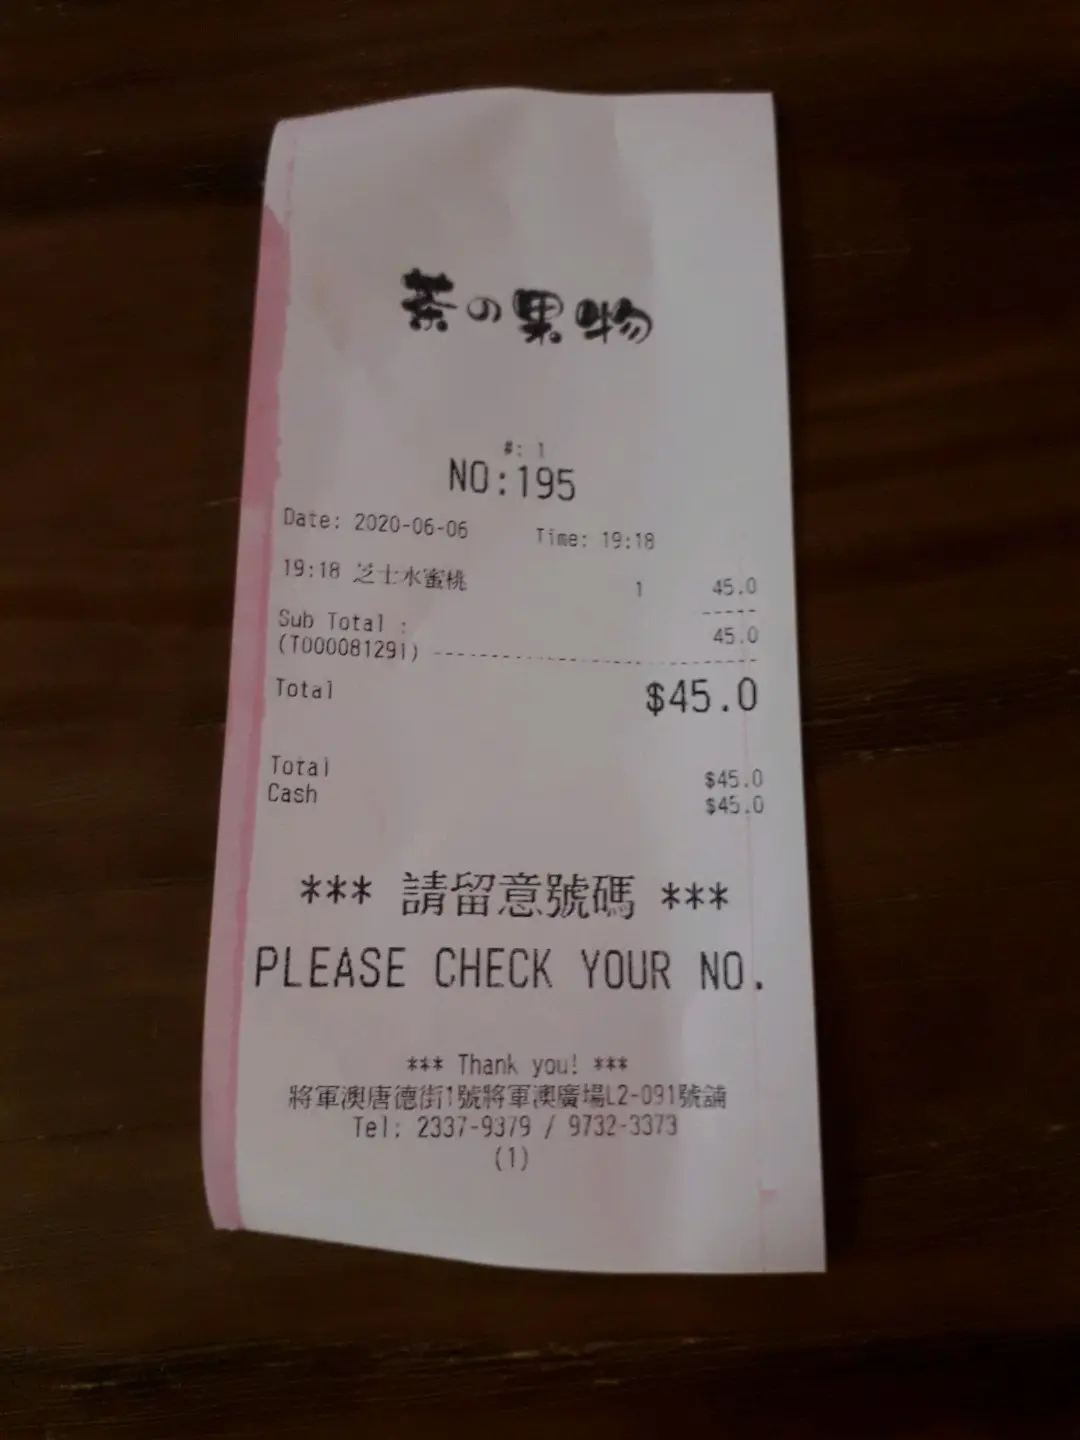 茶の果物
#: 1
NO:195
Date: 2020-06-06 Time: 19:18
19:18 芝士水蜜桃 1 45.0
Sub Total : 45.0
(T000081291)
Total $45.0
Total $45.0
Cash $45.0
*** 請留意號碼 ***
PLEASE CHECK YOUR NO.
*** Thank you! ***
將軍澳唐德街1號將軍澳廣場L2-091號舖
Tel: 2337-9379 / 9732-3373
(1)